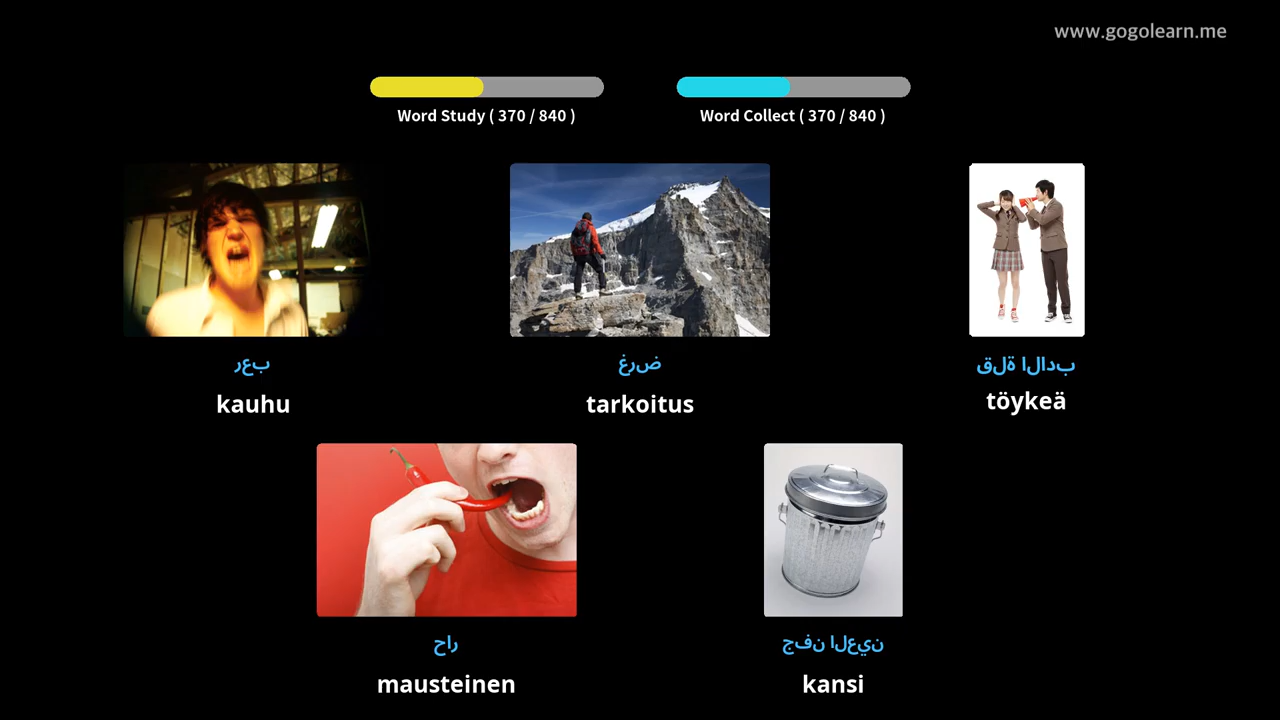 www.gogolearn.me
Word Study ( 370 / 840 )
Word Collect ( 370 / 840 )
رعب
kauhu
غرض
tarkoitus
قلة الادب
töykeä
حار
mausteinen
جفن العين
kansi